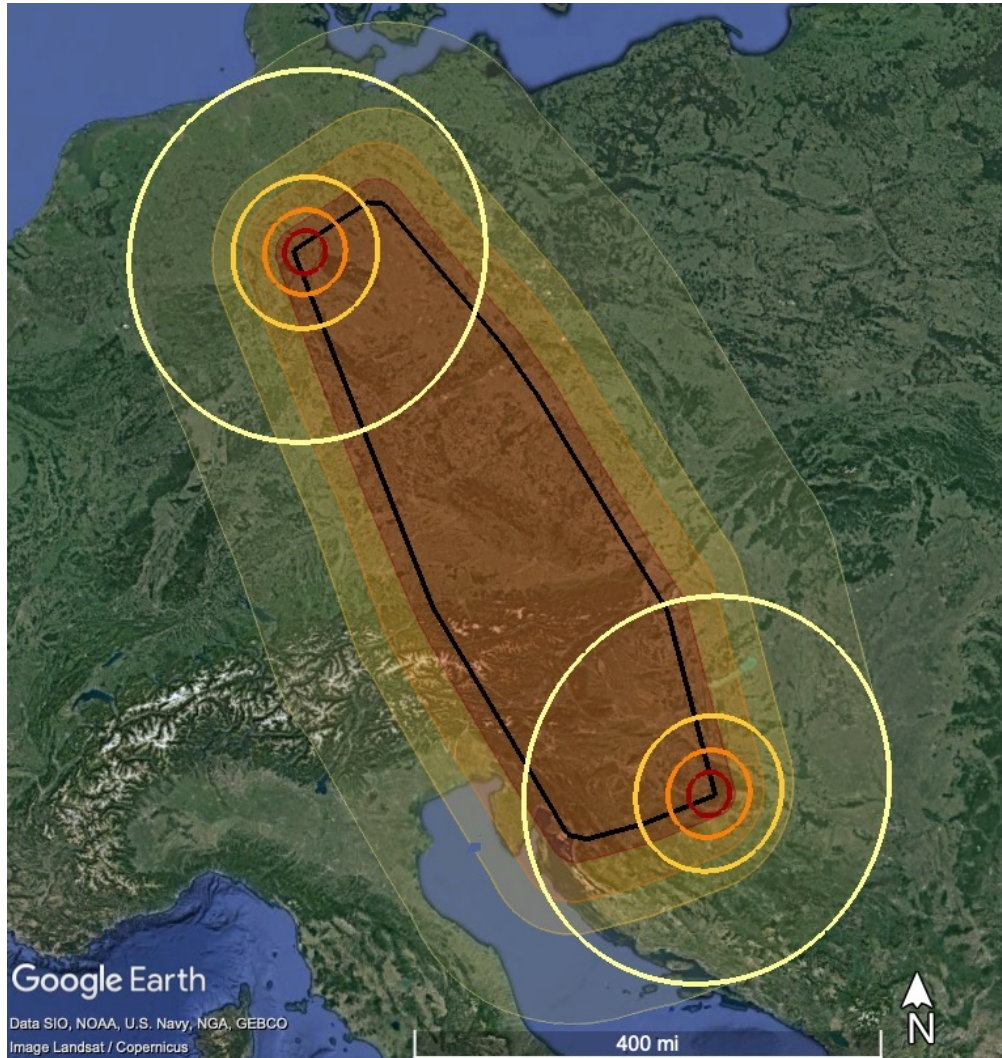 Google Earth
Data SIO, NOAA, U.S. Navy, NGA, GEBCO
Image Landsat / Copernicus
400 mi
N